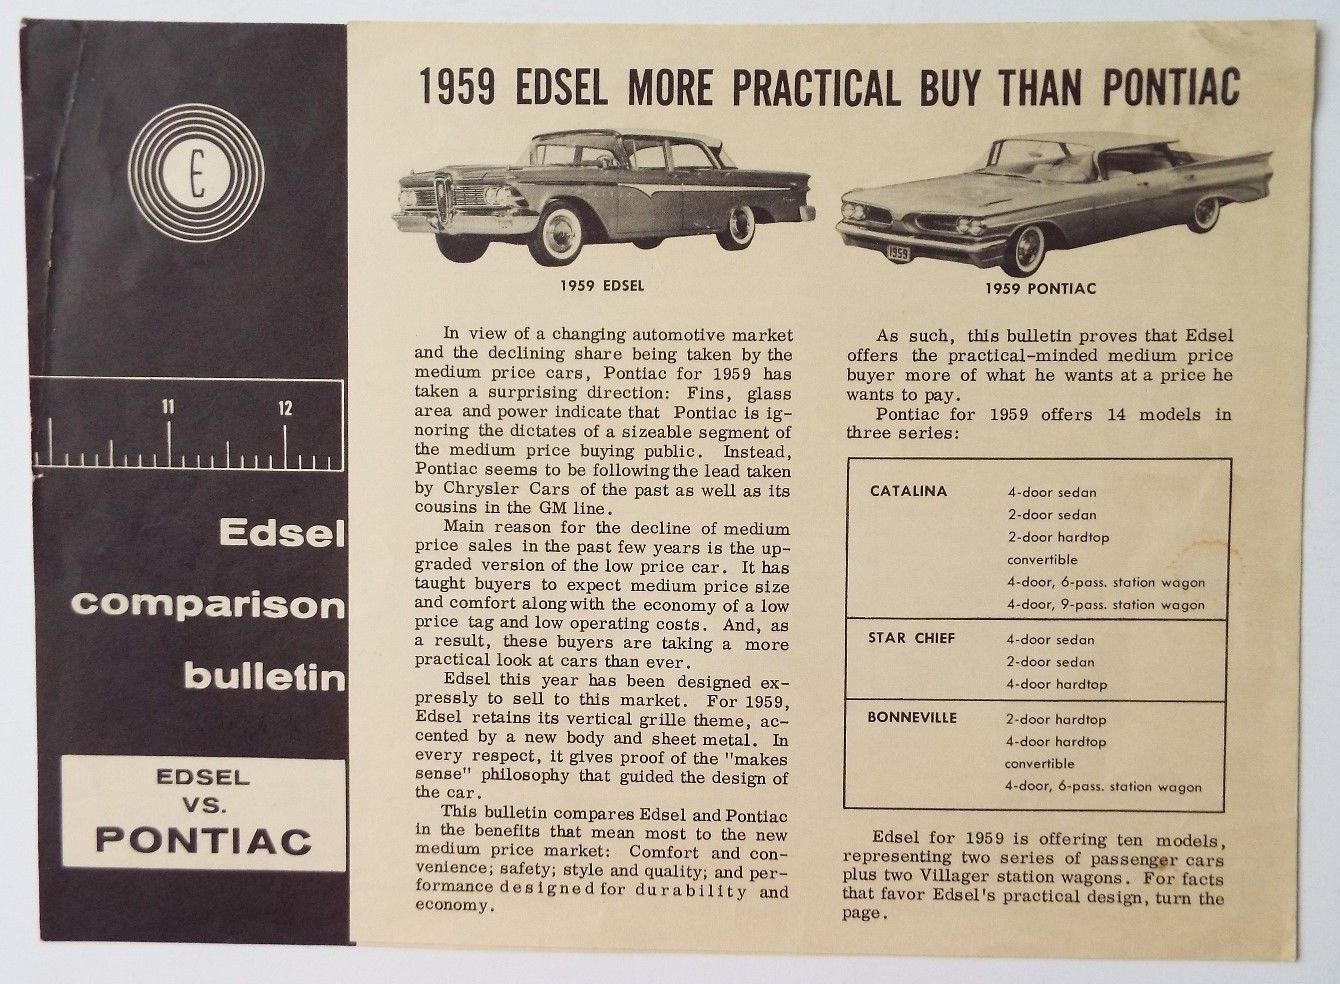 E
11 12
Edsel
comparison
bulletin
EDSEL
VS.
PONTIAC
1959 EDSEL MORE PRACTICAL BUY THAN PONTIAC
1959 EDSEL
1959
1959 PONTIAC
In view of a changing automotive market
and the declining share being taken by the
medium price cars, Pontiac for 1959 has
taken a surprising direction: Fins, glass
area and power indicate that Pontiac is ig-
noring the dictates of a sizeable segment of
the medium price buying public. Instead,
Pontiac seems to be following the lead taken
by Chrysler Cars of the past as well as its
cousins in the GM line.
Main reason for the decline of medium
price sales in the past few years is the up-
graded version of the low price car. It has
taught buyers to expect medium price size
and comfort along with the economy of a low
price tag and low operating costs. And, as
a result, these buyers are taking a more
practical look at cars than ever.
Edsel this year has been designed ex-
pressly to sell to this market. For 1959,
Edsel retains its vertical grille theme, ac-
cented by a new body and sheet metal. In
every respect, it gives proof of the "makes
sense" philosophy that guided the design of
the car.
This bulletin compares Edsel and Pontiac
in the benefits that mean most to the new
medium price market: Comfort and con-
venience; safety; style and quality; and per-
formance designed for durability and
economy.
As such, this bulletin proves that Edsel
offers the practical-minded medium price
buyer more of what he wants at a price he
wants to pay.
Pontiac for 1959 offers 14 models in
three series:
CATALINA 4-door sedan
2-door sedan
2-door hardtop
convertible
4-door, 6-pass. station wagon
4-door, 9-pass. station wagon
STAR CHIEF 4-door sedan
2-door sedan
4-door hardtop
BONNEVILLE 2-door hardtop
4-door hardtop
convertible
4-door, 6-pass. station wagon
Edsel for 1959 is offering ten models,
representing two series of passenger cars
plus two Villager station wagons. For facts
that favor Edsel's practical design, turn the
page.